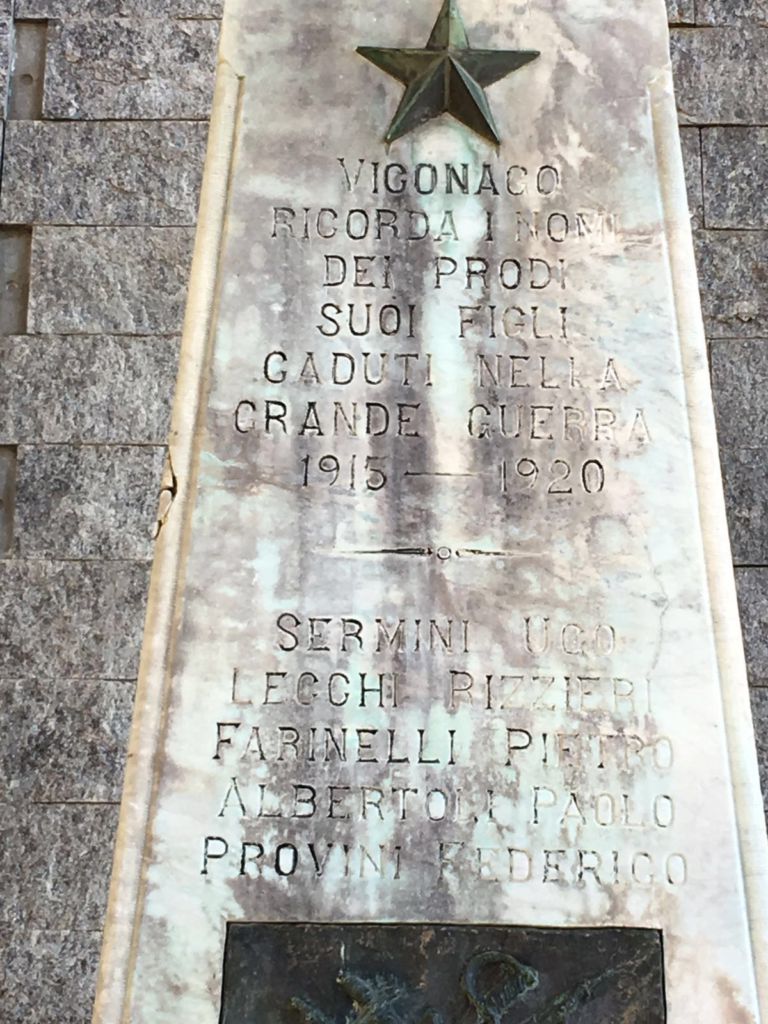 VIGONAGO
RICORDA I NOMI
DEI PRODI
SUOI FIGLI
CADUTI NELLA
GRANDE GUERRA
1915 — 1920
SERMINI UGO
LECCHI RIZZIERI
FARINELLI PIETRO
ALBERTOLI PAOLO
PROVINI FEDERICO